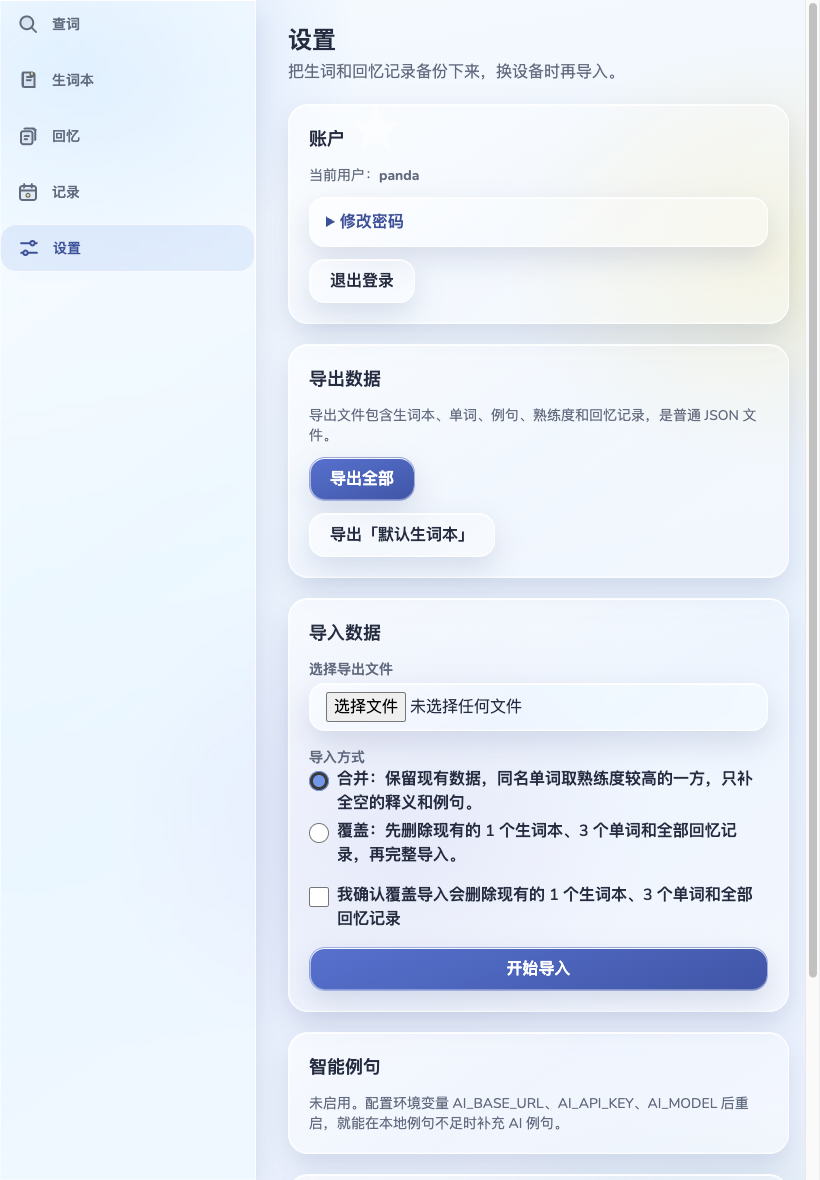 查词
生词本
回忆
记录
设置
设置
把生词和回忆记录备份下来，换设备时再导入。
账户
当前用户：panda
修改密码
退出登录
导出数据
导出文件包含生词本、单词、例句、熟练度和回忆记录，是普通 JSON 文
件。
导出全部
导出「默认生词本」
导入数据
选择导出文件
选择文件 未选择任何文件
导入方式
合并：保留现有数据，同名单词取熟练度较高的一方，只补
全空的释义和例句。
覆盖：先删除现有的 1 个生词本、3 个单词和全部回忆记
录，再完整导入。
我确认覆盖导入会删除现有的 1 个生词本、3 个单词和全部
回忆记录
开始导入
智能例句
未启用。配置环境变量 AI_BASE_URL、AI_API_KEY、AI_MODEL 后重
启，就能在本地例句不足时补充 AI 例句。